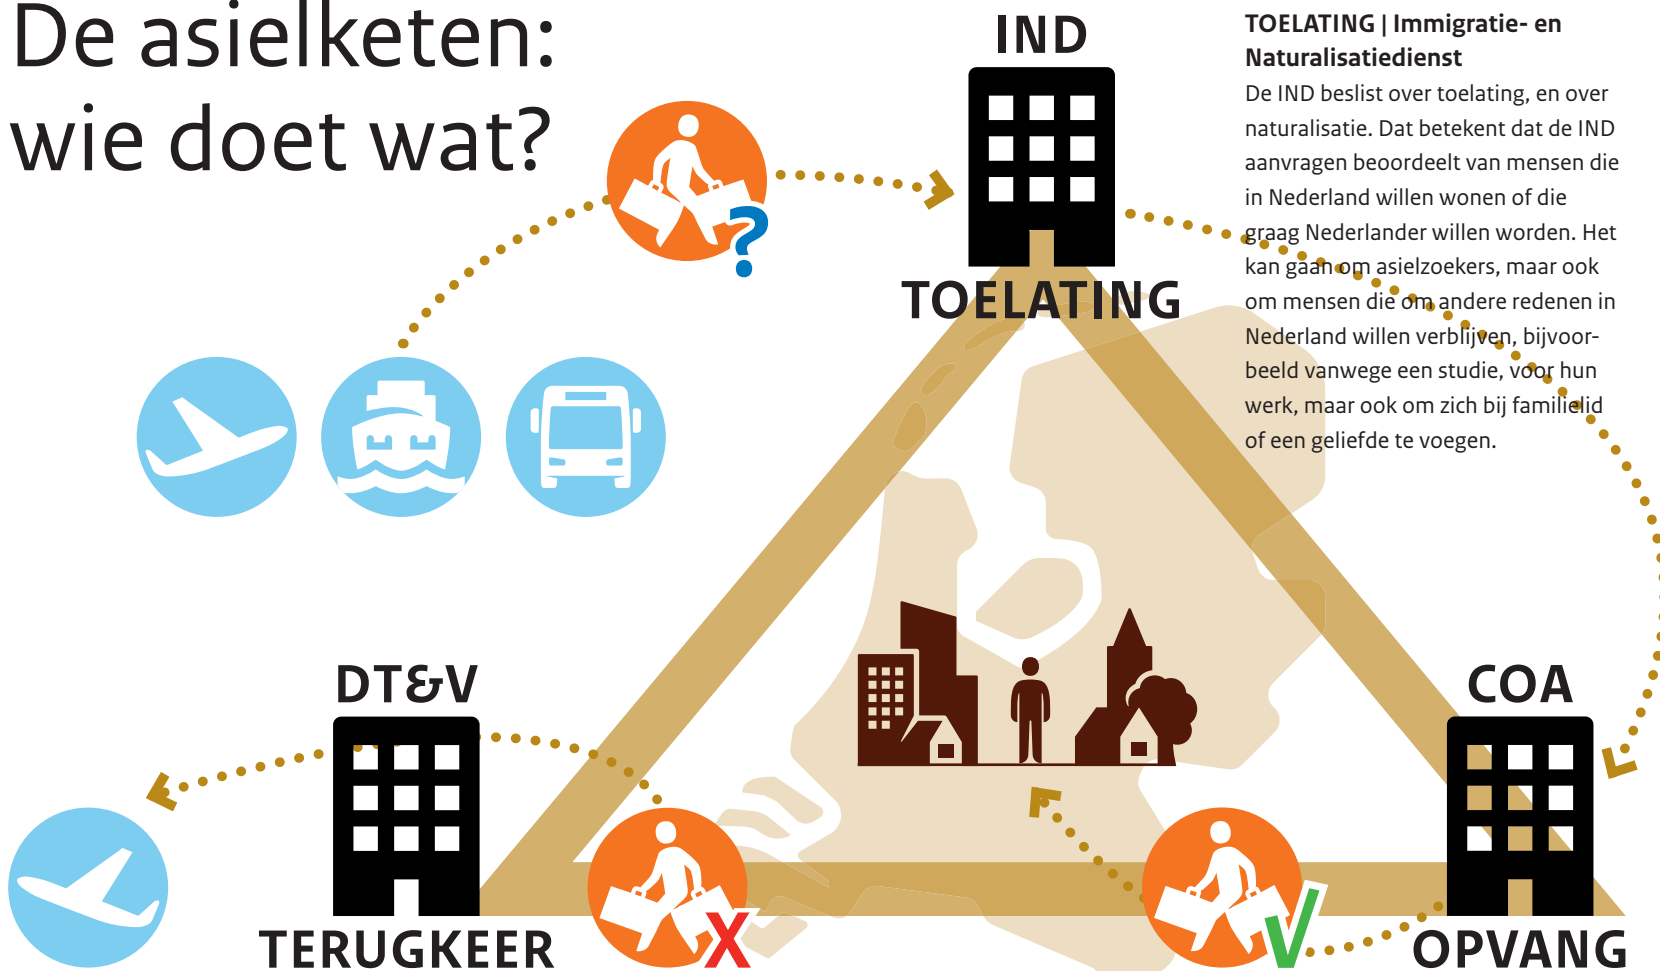 De asielketen:
wie doet wat?
IND
TOELATING
TOELATING | Immigratie- en
Naturalisatiedienst
De IND beslist over toelating, en over
naturalisatie. Dat betekent dat de IND
aanvragen beoordeelt van mensen die
in Nederland willen wonen of die
graag Nederlander willen worden. Het
kan gaan om asielzoekers, maar ook
om mensen die om andere redenen in
Nederland willen verblijven, bijvoor-
beeld vanwege een studie, voor hun
werk, maar ook om zich bij familielid
of een geliefde te voegen.
?
DT&V
TERUGKEER
X
COA
OPVANG